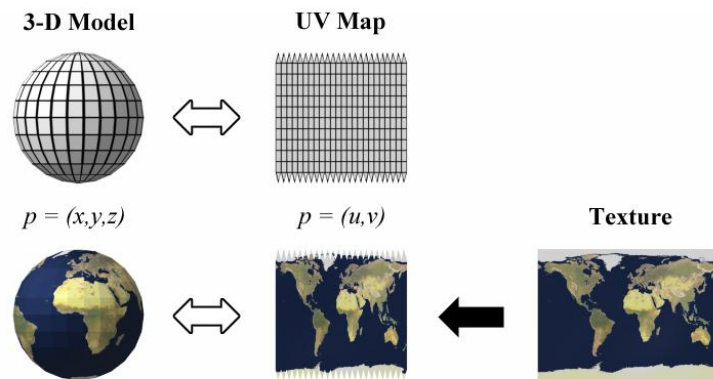 3-D Model
UV Map
p = (x,y,z)
p = (u,v)
Texture